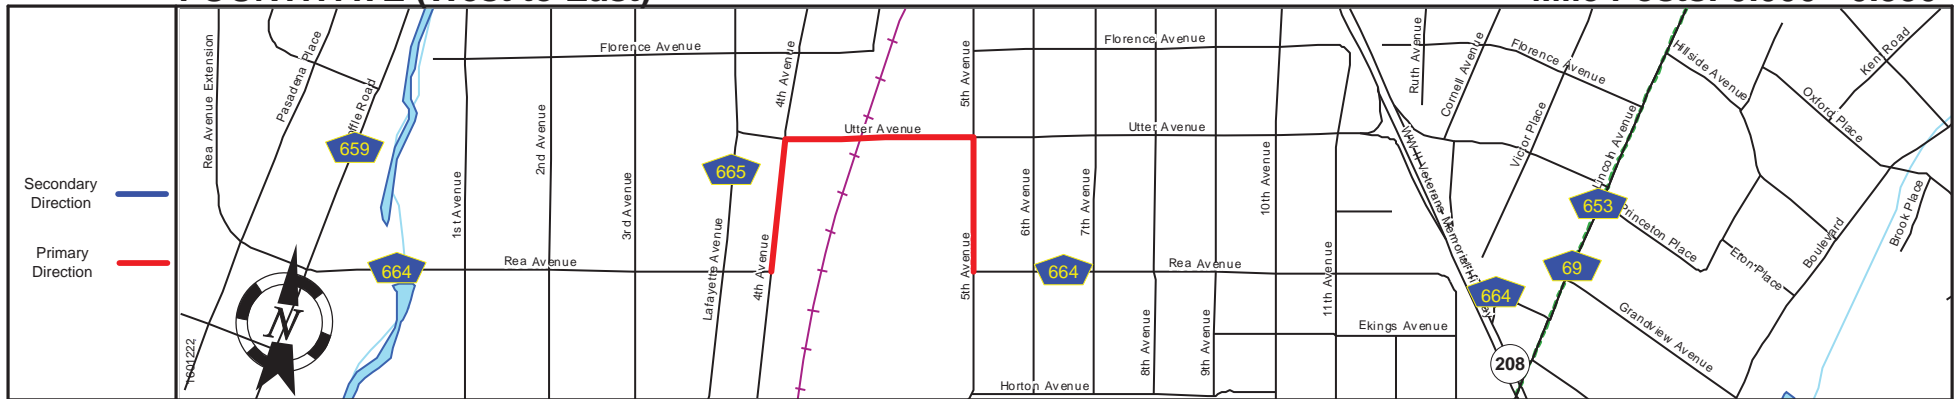 Secondary
Direction
Primary
Direction
Rea Avenue Extension
Pasadena Place
659
664
1601222
N
Florence Avenue
1st Avenue
2nd Avenue
3rd Avenue
Rea Avenue
665
Lafayette Avenue
4th Avenue
4th Avenue
Utter Avenue
5th Avenue
5th Avenue
Florence Avenue
Utter Avenue
6th Avenue
7th Avenue
664
Rea Avenue
8th Avenue
9th Avenue
10th Avenue
11th Avenue
Horton Avenue
Ekings Avenue
Ruth Avenue
Cornell Avenue
Florence Avenue
Victor Place
Lincoln Avenue
653
69
664
208
Hillside Avenue
Oxford Place
Ken Road
Princeton Place
Eton Place
Boulevard
Brook Place
Grandview Avenue